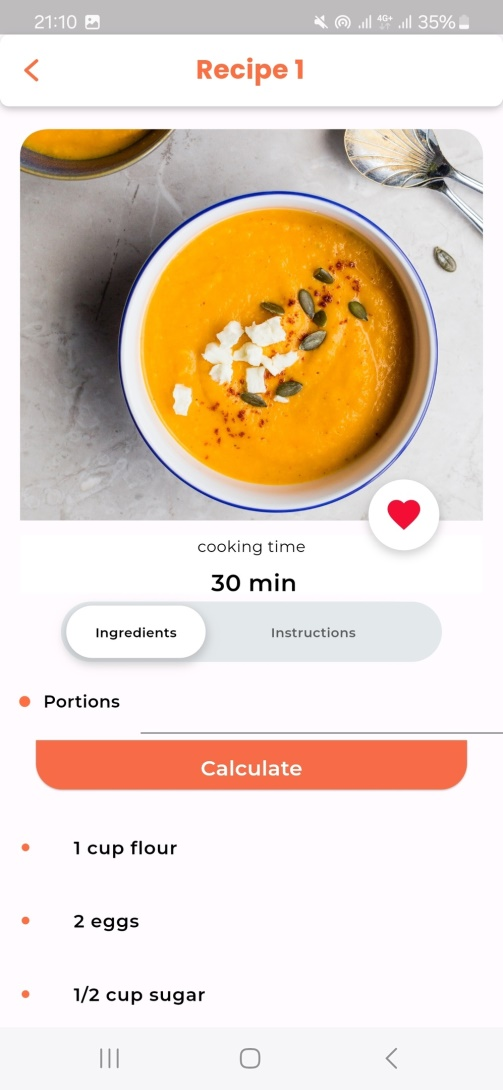 21:10 4G+ 35%
Recipe 1
cooking time
30 min
Ingredients Instructions
Portions
Calculate
1 cup flour
2 eggs
1/2 cup sugar